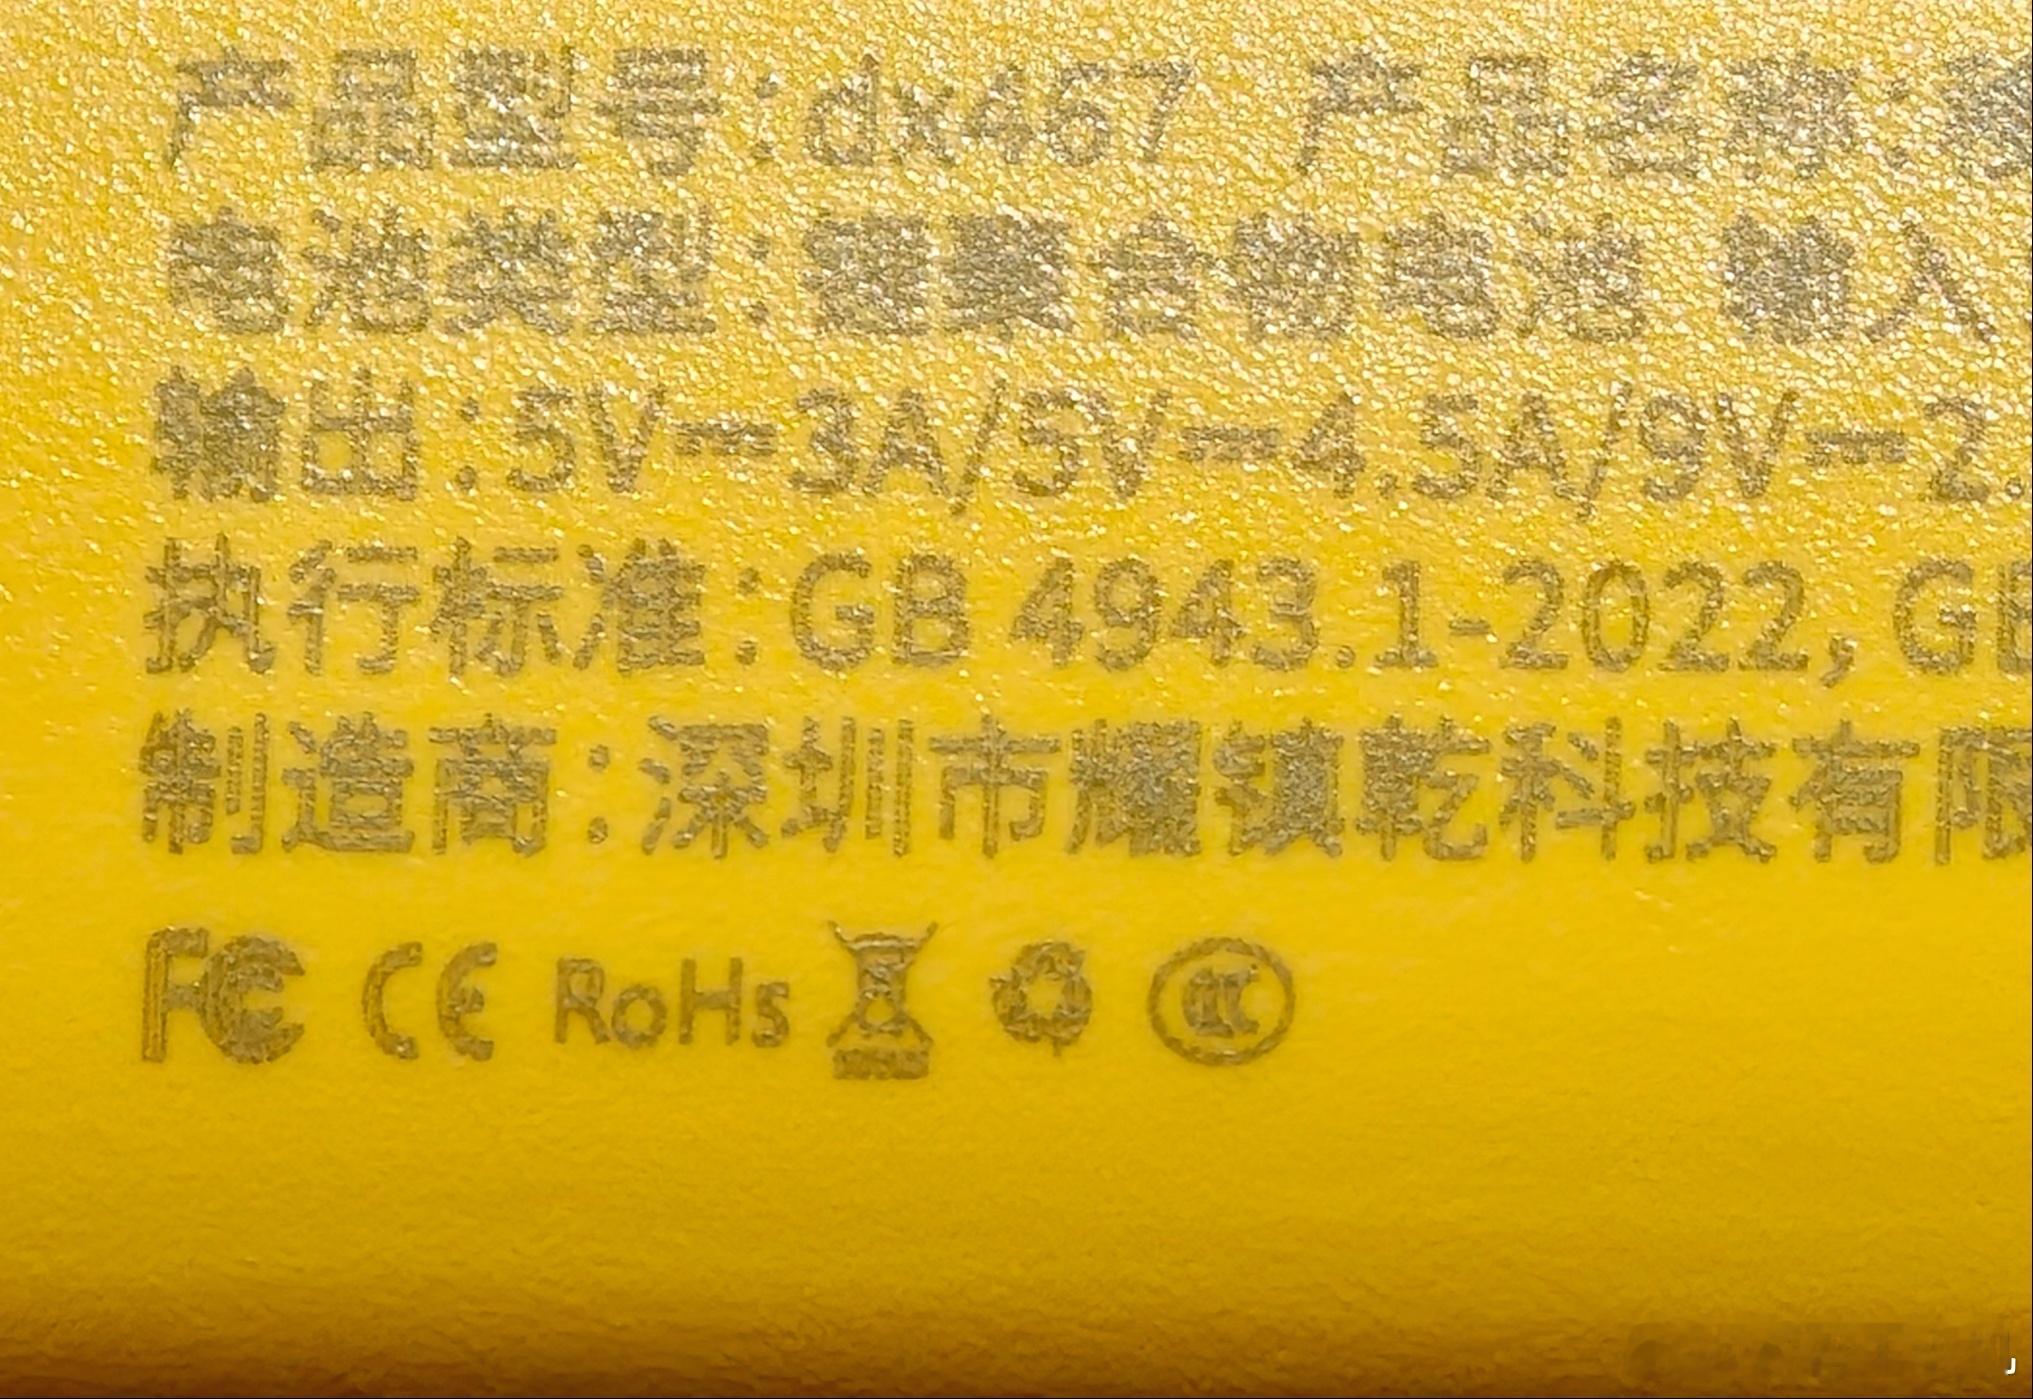 产品型号:dx467 产品名称:
电池类型:锂聚合物电池 输入
输出:5V⎓3A/5V⎓4.5A/9V⎓2.
执行标准:GB 4943.1-2022, GB
制造商:深圳市耀镇乾科技有限
FC CE RoHs CCC